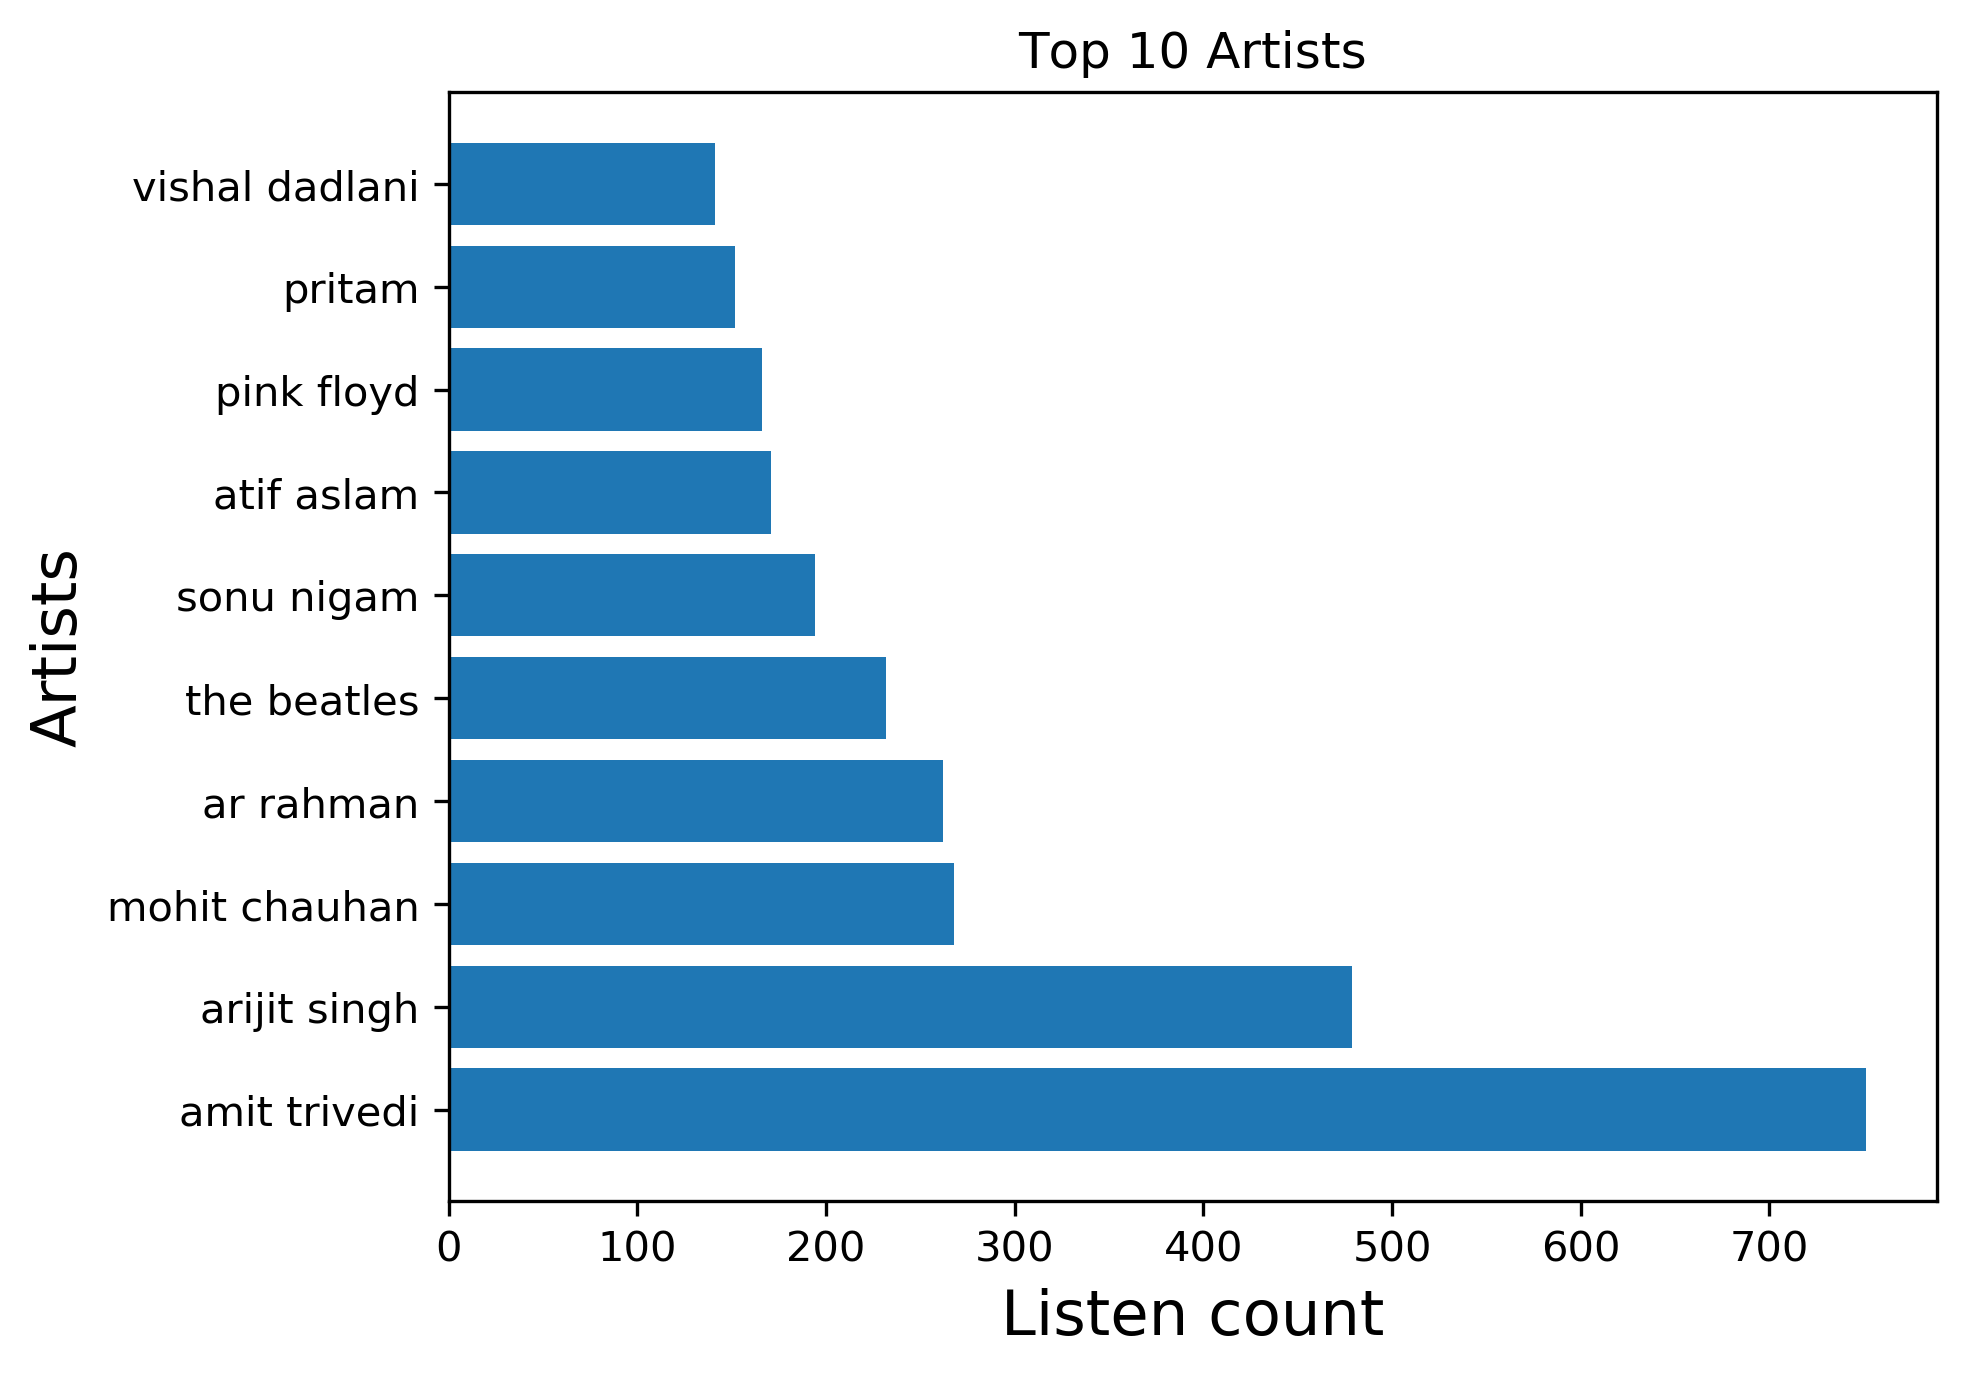 Top 10 Artists
vishal dadlani
pritam
pink floyd
atif aslam
sonu nigam
the beatles
ar rahman
mohit chauhan
arijit singh
amit trivedi
Artists
0 100 200 300 400 500 600 700
Listen count